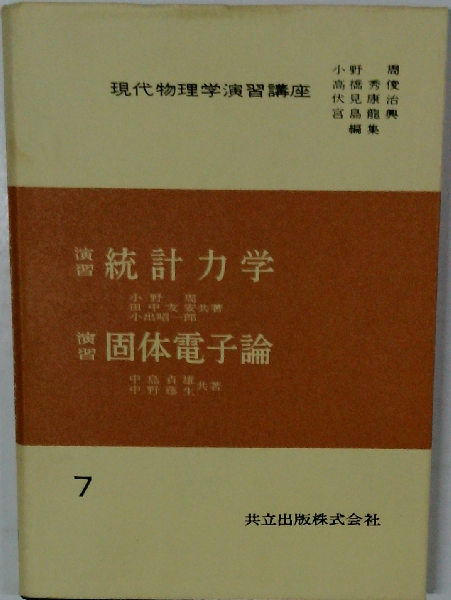 現代物理学演習講座
小野周
高橋秀俊
伏見康治
宮島龍興
編集
演習 統計力学
小野周
田中友安共著
小出昭一郎
演習 固体電子論
中島貞雄
中野藤生共著
7
共立出版株式会社